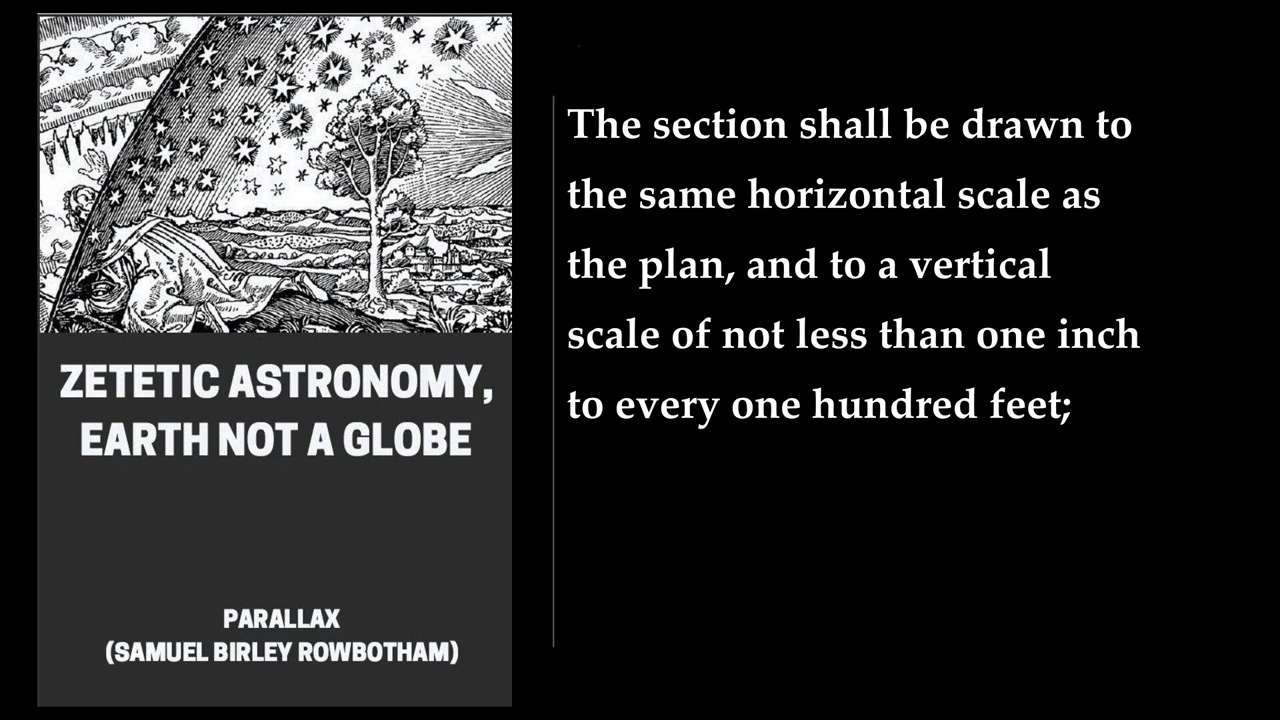 ZETETIC ASTRONOMY,
EARTH NOT A GLOBE
PARALLAX
(SAMUEL BIRLEY ROWBOTHAM)
The section shall be drawn to
the same horizontal scale as
the plan, and to a vertical
scale of not less than one inch
to every one hundred feet;